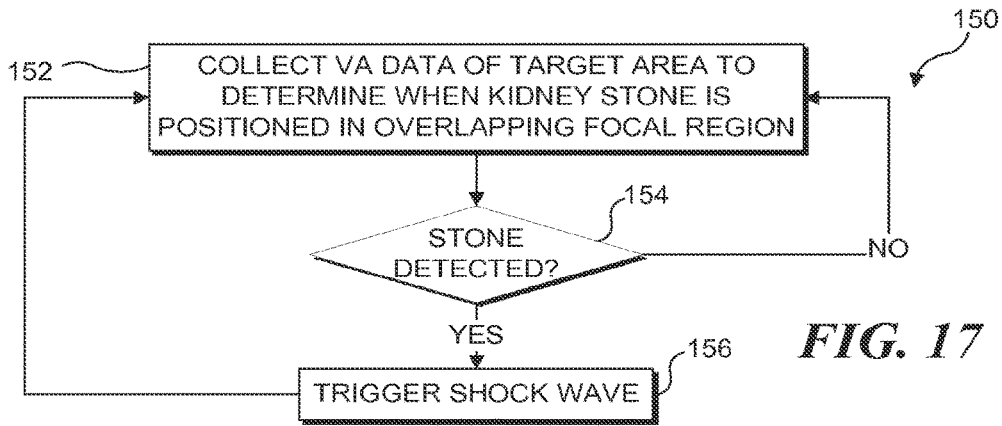 150
152
COLLECT VA DATA OF TARGET AREA TO
DETERMINE WHEN KIDNEY STONE IS
POSITIONED IN OVERLAPPING FOCAL REGION
154
STONE
DETECTED?
NO
YES
156
TRIGGER SHOCK WAVE
FIG. 17